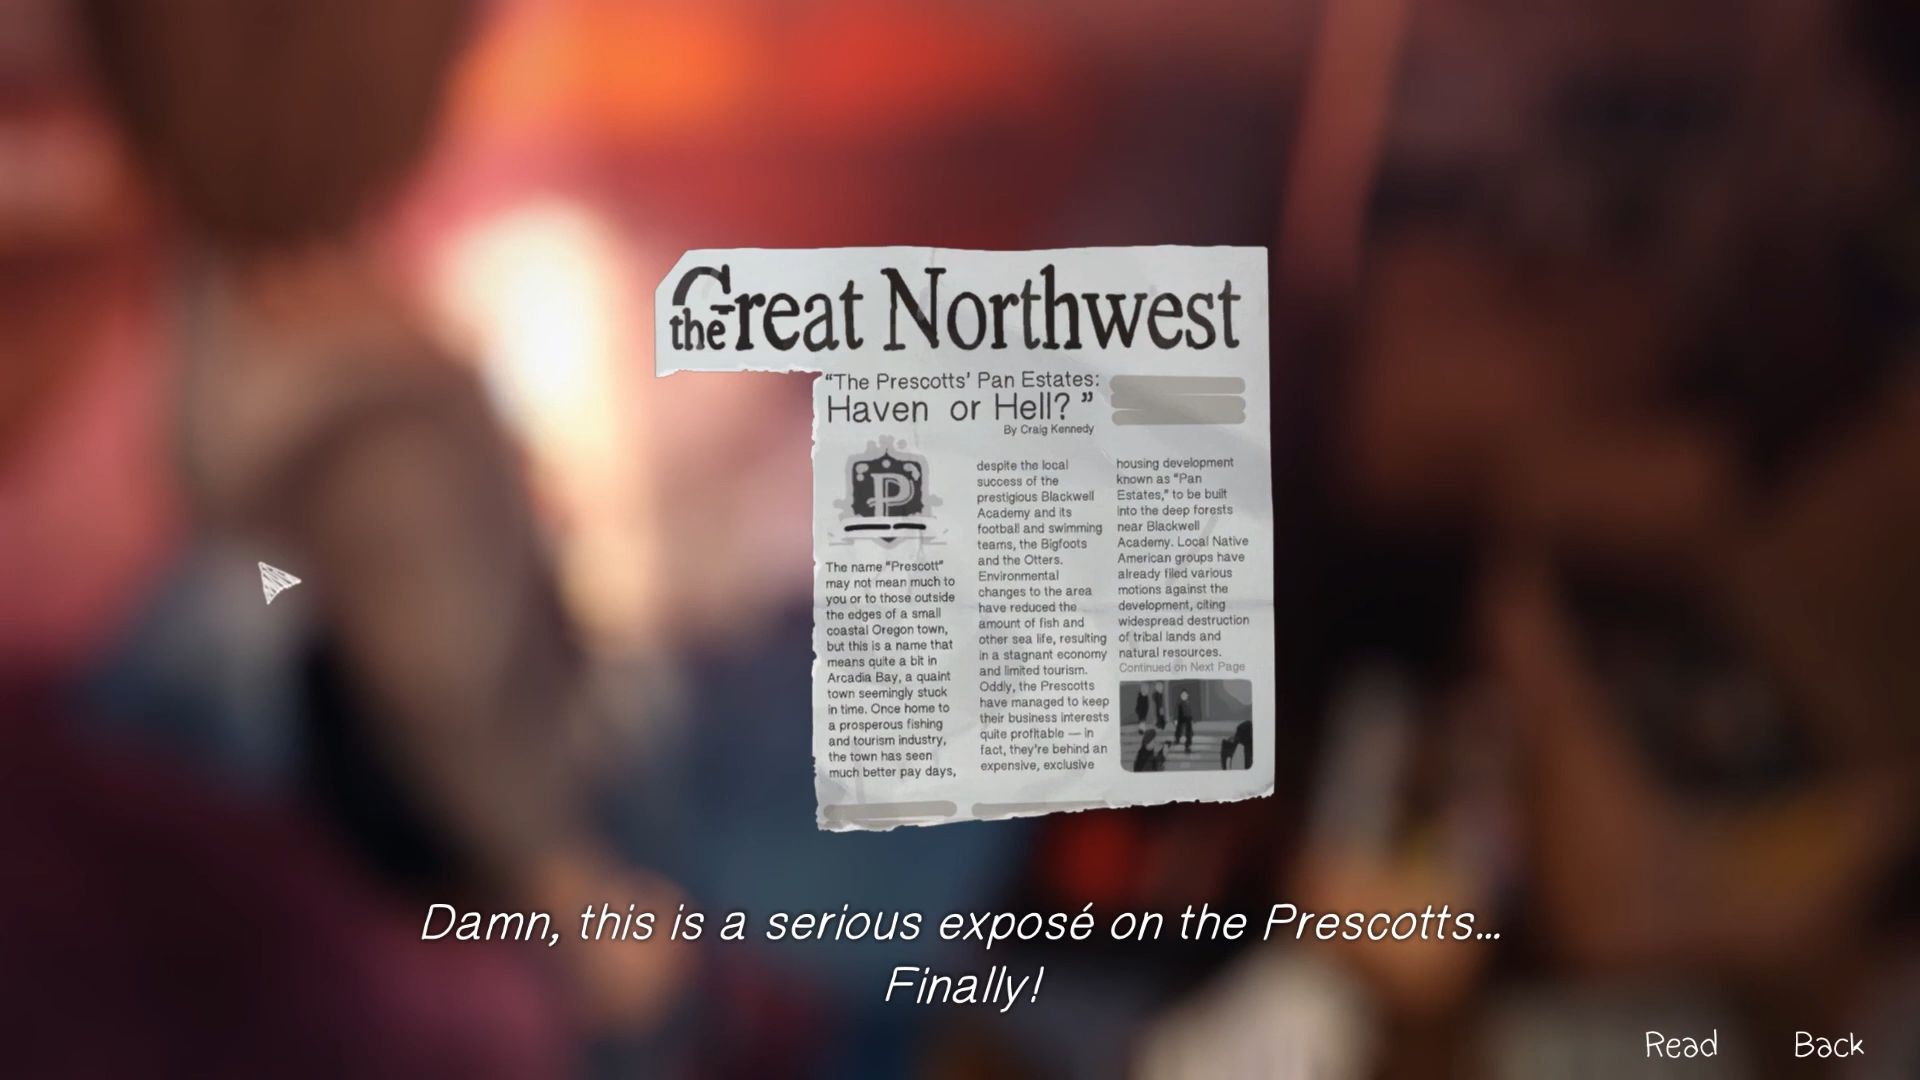 the Great Northwest
“The Prescotts’ Pan Estates:
Haven or Hell? ”
By Craig Kennedy
P
The name “Prescott”
may not mean much to
you or to those outside
the edges of a small
coastal Oregon town,
but this is a name that
means quite a bit in
Arcadia Bay, a quaint
town seemingly stuck
in time. Once home to
a prosperous fishing
and tourism industry,
the town has seen
much better pay days,
despite the local
success of the
prestigious Blackwell
Academy and its
football and swimming
teams, the Bigfoots
and the Otters.
Environmental
changes to the area
have reduced the
amount of fish and
other sea life, resulting
in a stagnant economy
and limited tourism.
Oddly, the Prescotts
have managed to keep
their business interests
quite profitable — in
fact, they’re behind an
expensive, exclusive
housing development
known as “Pan
Estates,” to be built
into the deep forests
near Blackwell
Academy. Local Native
American groups have
already filed various
motions against the
development, citing
widespread destruction
of tribal lands and
natural resources.
Continued on Next Page
Damn, this is a serious exposé on the Prescotts...
Finally!
Read
Back